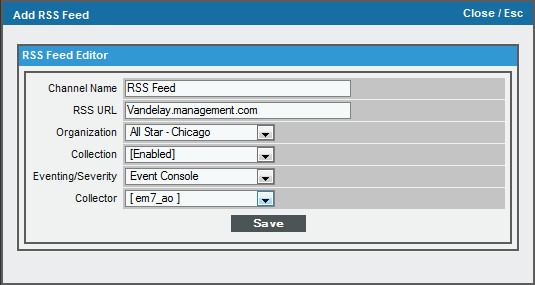 Add RSS Feed Close / Esc
RSS Feed Editor
Channel Name RSS Feed
RSS URL Vandelay.management.com
Organization All Star - Chicago
Collection [Enabled]
Eventing/Severity Event Console
Collector [ em7_ao ]
Save